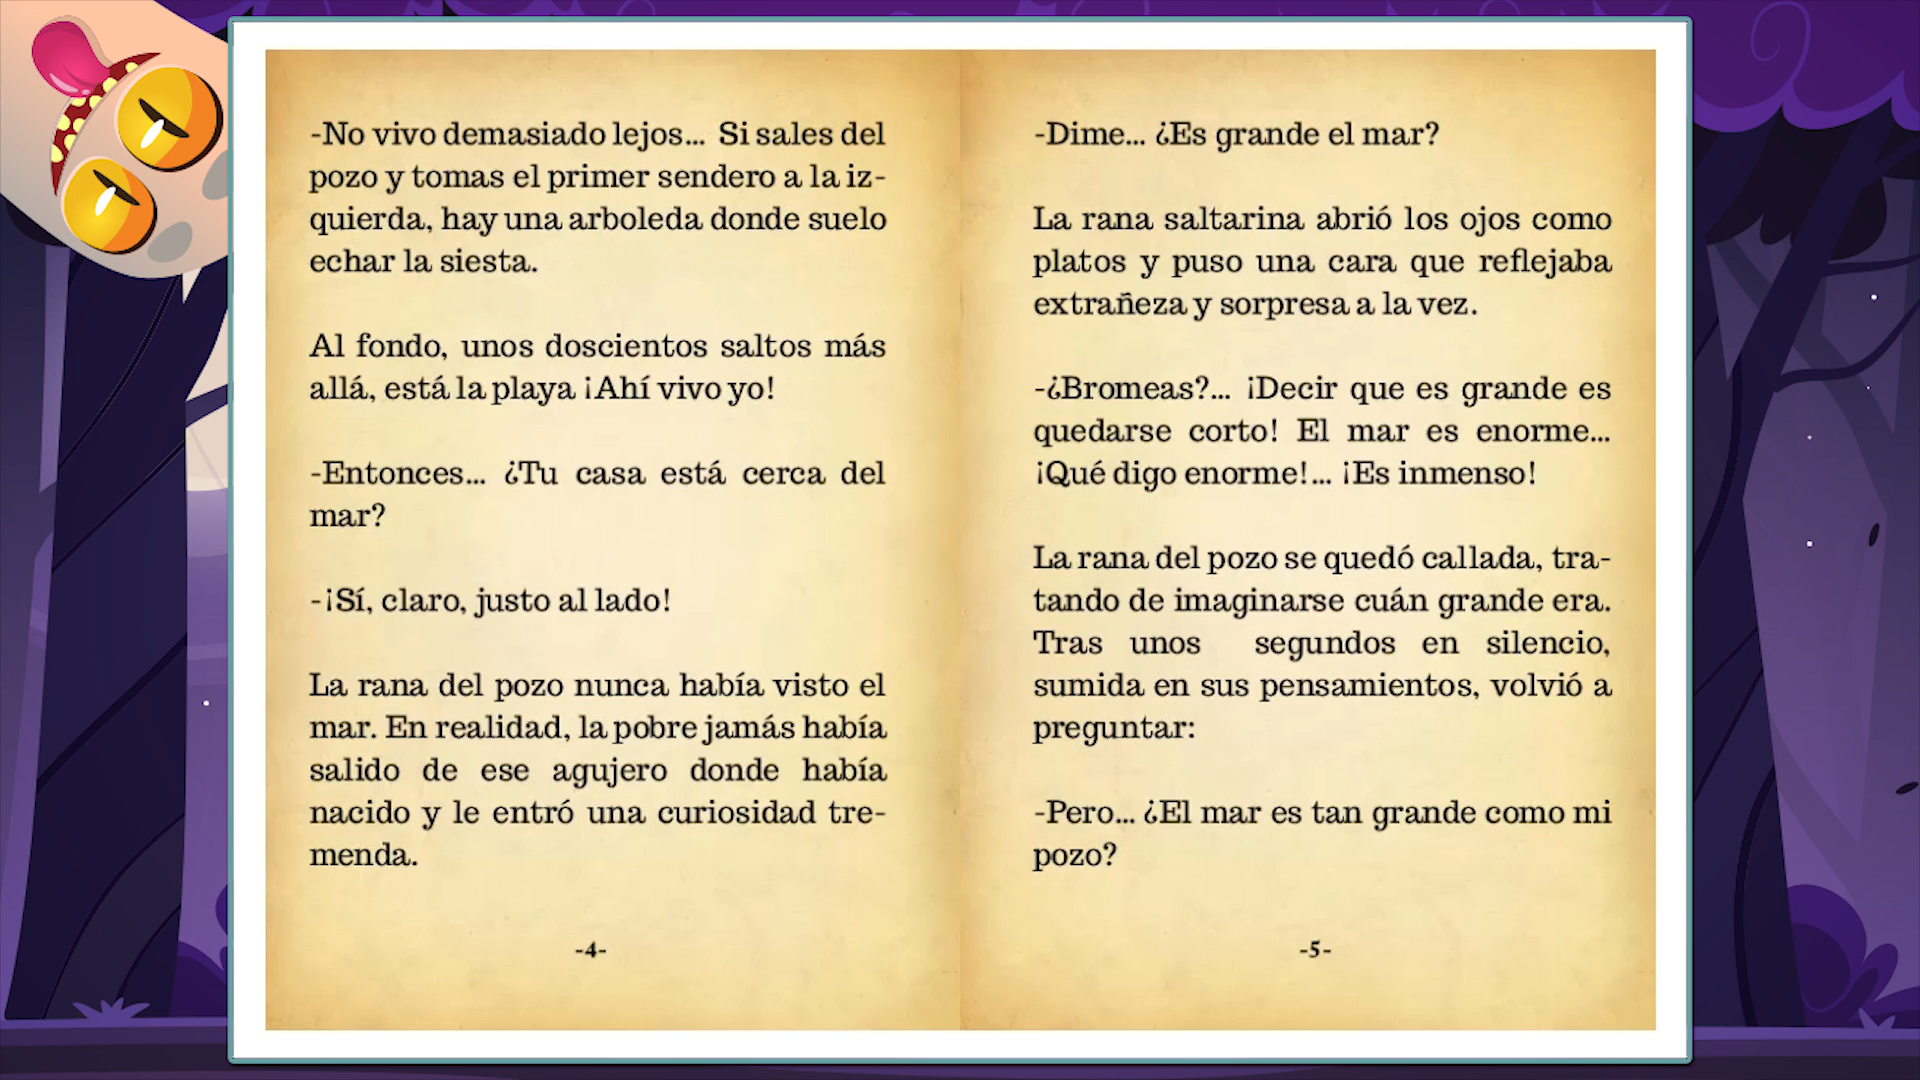 -No vivo demasiado lejos... Si sales del
pozo y tomas el primer sendero a la iz-
quierda, hay una arboleda donde suelo
echar la siesta.
Al fondo, unos doscientos saltos más
allá, está la playa ¡Ahí vivo yo!
-Entonces... ¿Tu casa está cerca del
mar?
-¡Sí, claro, justo al lado!
La rana del pozo nunca había visto el
mar. En realidad, la pobre jamás había
salido de ese agujero donde había
nacido y le entró una curiosidad tre-
menda.
-4-
-Dime... ¿Es grande el mar?
La rana saltarina abrió los ojos como
platos y puso una cara que reflejaba
extrañeza y sorpresa a la vez.
-¿Bromeas?... ¡Decir que es grande es
quedarse corto! El mar es enorme...
¡Qué digo enorme!... ¡Es inmenso!
La rana del pozo se quedó callada, tra-
tando de imaginarse cuán grande era.
Tras unos segundos en silencio,
sumida en sus pensamientos, volvió a
preguntar:
-Pero... ¿El mar es tan grande como mi
pozo?
-5-